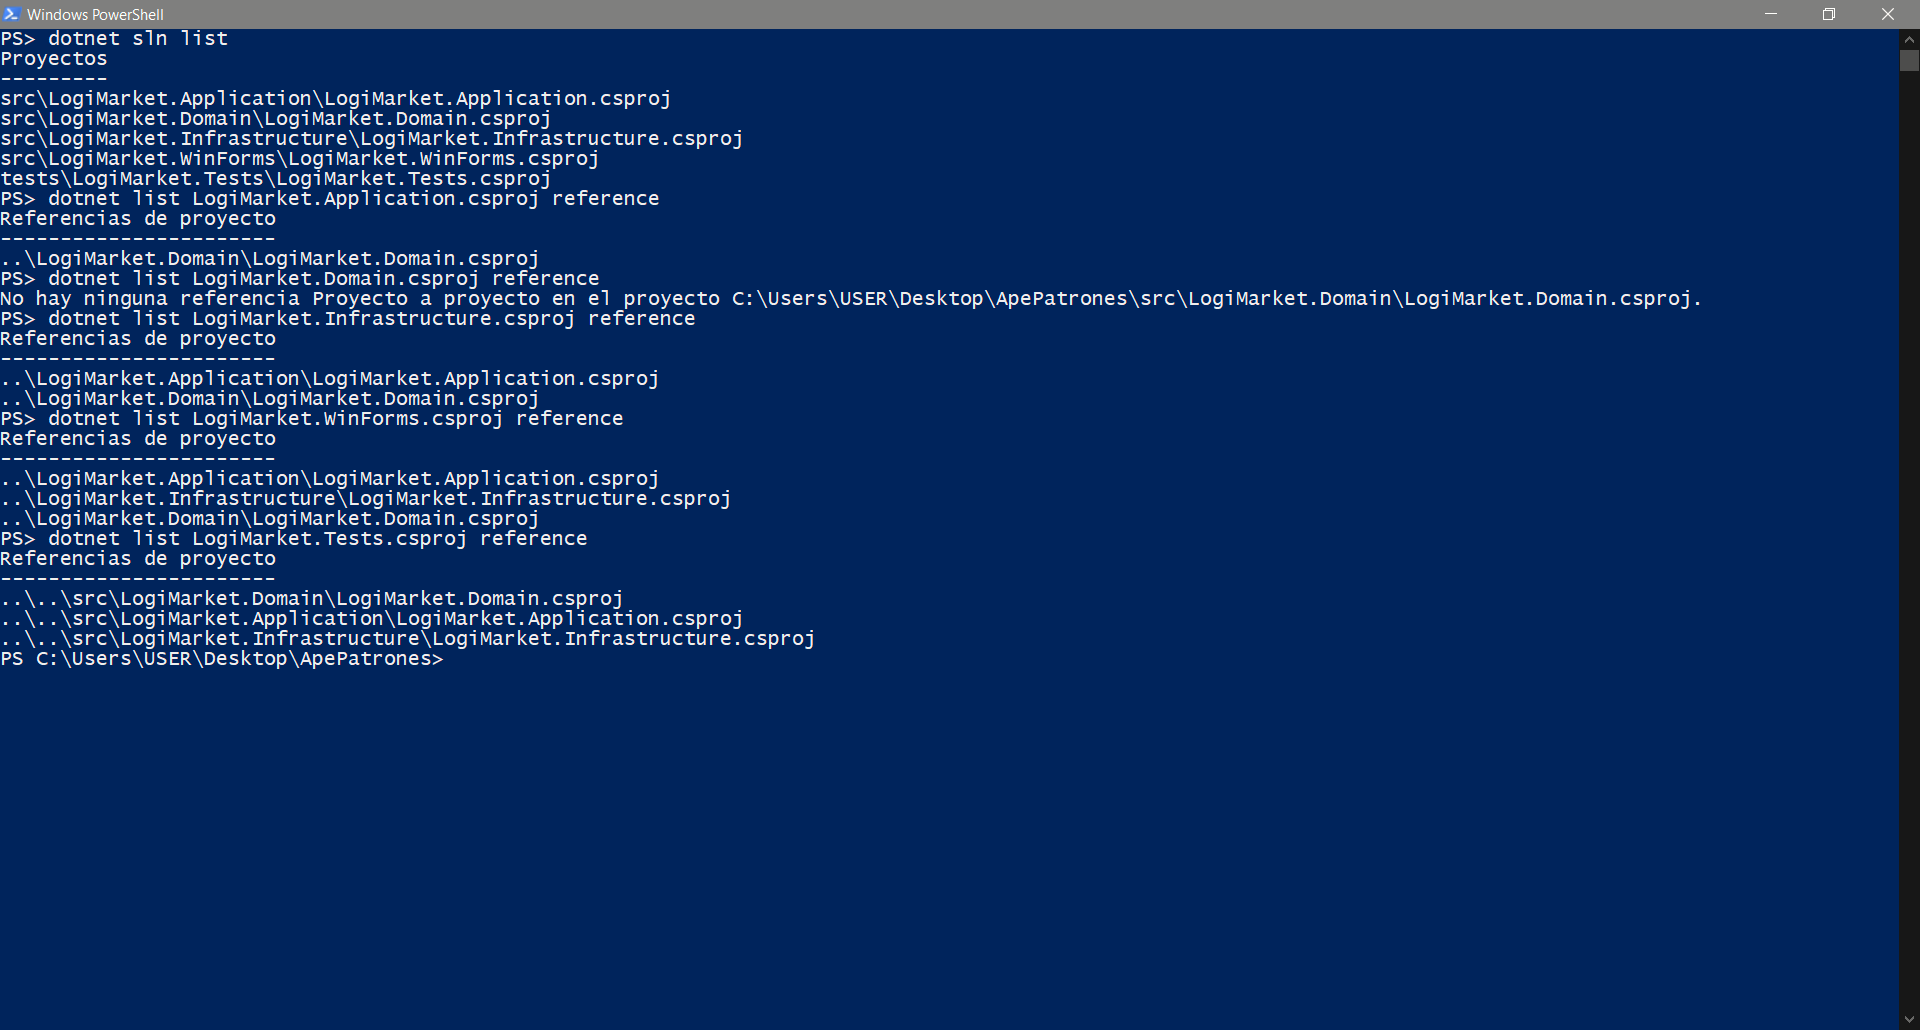 Windows PowerShell
PS> dotnet sln list
Proyectos
---------
src\LogiMarket.Application\LogiMarket.Application.csproj
src\LogiMarket.Domain\LogiMarket.Domain.csproj
src\LogiMarket.Infrastructure\LogiMarket.Infrastructure.csproj
src\LogiMarket.WinForms\LogiMarket.WinForms.csproj
tests\LogiMarket.Tests\LogiMarket.Tests.csproj
PS> dotnet list LogiMarket.Application.csproj reference
Referencias de proyecto
-----------------------
..\LogiMarket.Domain\LogiMarket.Domain.csproj
PS> dotnet list LogiMarket.Domain.csproj reference
No hay ninguna referencia Proyecto a proyecto en el proyecto C:\Users\USER\Desktop\ApePatrones\src\LogiMarket.Domain\LogiMarket.Domain.csproj.
PS> dotnet list LogiMarket.Infrastructure.csproj reference
Referencias de proyecto
-----------------------
..\LogiMarket.Application\LogiMarket.Application.csproj
..\LogiMarket.Domain\LogiMarket.Domain.csproj
PS> dotnet list LogiMarket.WinForms.csproj reference
Referencias de proyecto
-----------------------
..\LogiMarket.Application\LogiMarket.Application.csproj
..\LogiMarket.Infrastructure\LogiMarket.Infrastructure.csproj
..\LogiMarket.Domain\LogiMarket.Domain.csproj
PS> dotnet list LogiMarket.Tests.csproj reference
Referencias de proyecto
-----------------------
..\..\src\LogiMarket.Domain\LogiMarket.Domain.csproj
..\..\src\LogiMarket.Application\LogiMarket.Application.csproj
..\..\src\LogiMarket.Infrastructure\LogiMarket.Infrastructure.csproj
PS C:\Users\USER\Desktop\ApePatrones>